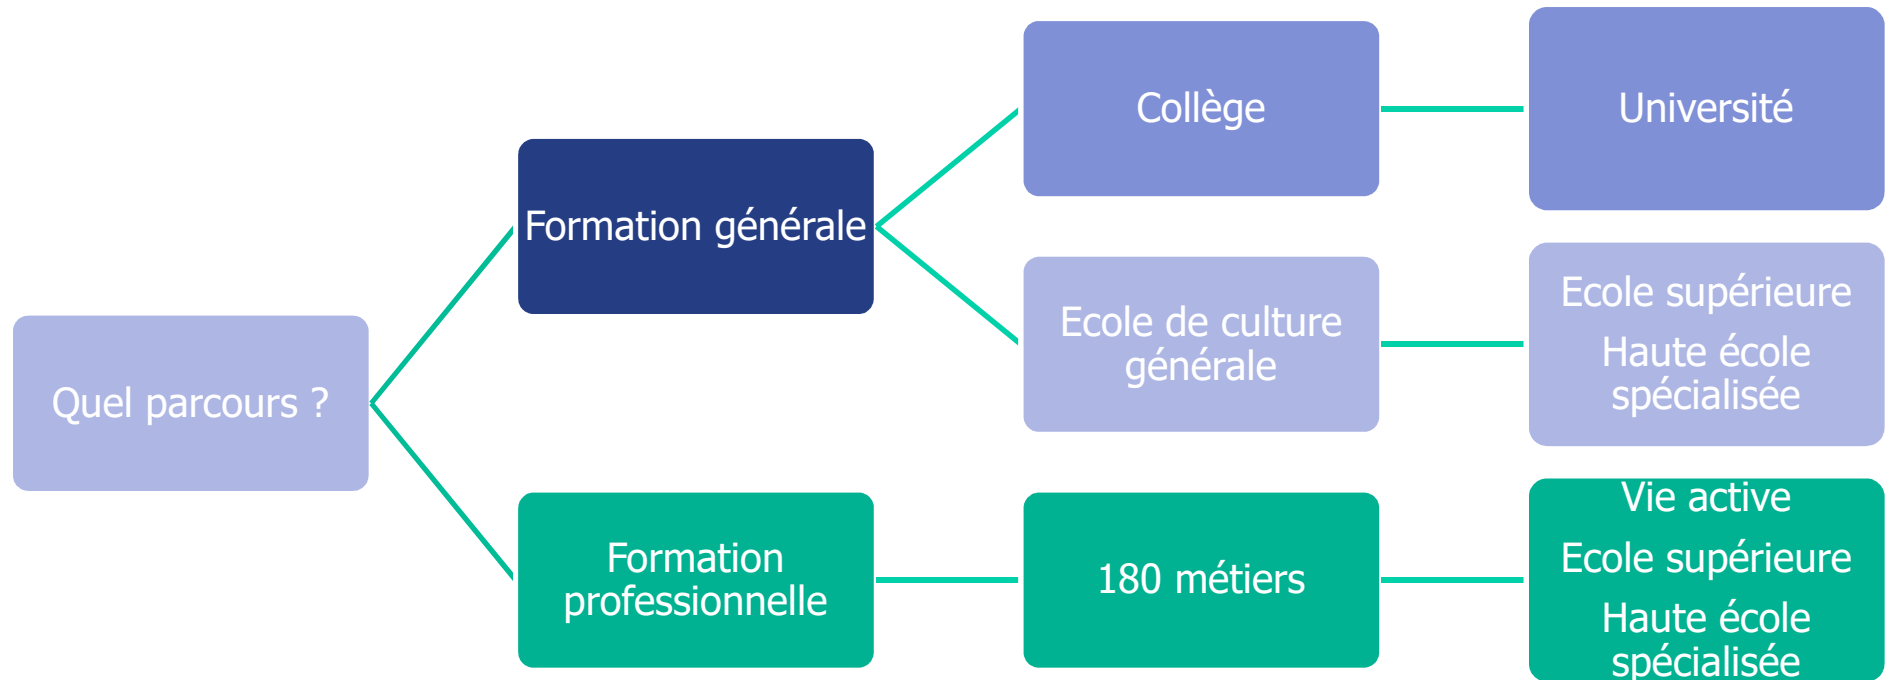 Quel parcours ?
Formation générale
Collège
Université
Ecole de culture
générale
Ecole supérieure
Haute école
spécialisée
Formation
professionnelle
180 métiers
Vie active
Ecole supérieure
Haute école
spécialisée